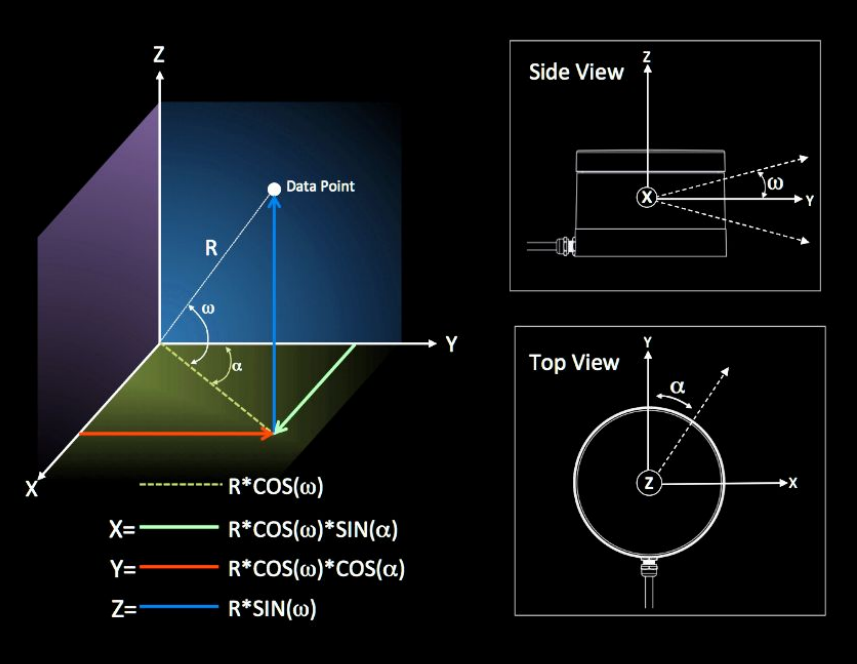 Z
Data Point
R
ω
Y
α
X
R*COS(ω)
X= R*COS(ω)*SIN(α)
Y= R*COS(ω)*COS(α)
Z= R*SIN(ω)
Side View
Z
ω
X
Y
Top View
Y
α
Z
X